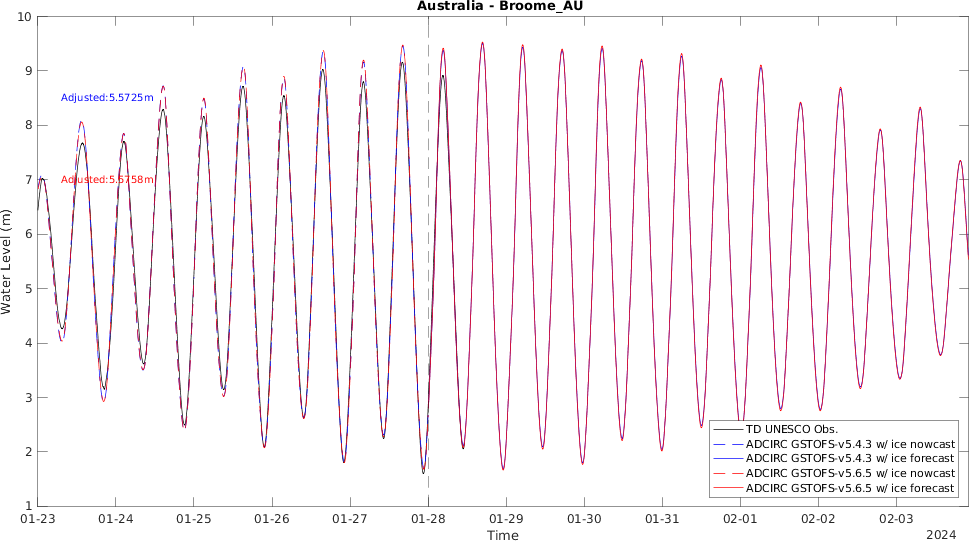 Australia - Broome_AU
10
9
8
7
6
5
4
3
2
1
Water Level (m)
Adjusted:5.5725m
Adjusted:5.5758m
TD UNESCO Obs.
ADCIRC GSTOFS-v5.4.3 w/ ice nowcast
ADCIRC GSTOFS-v5.4.3 w/ ice forecast
ADCIRC GSTOFS-v5.6.5 w/ ice nowcast
ADCIRC GSTOFS-v5.6.5 w/ ice forecast
01-23 01-24 01-25 01-26 01-27 01-28 01-29 01-30 01-31 02-01 02-02 02-03
Time
2024